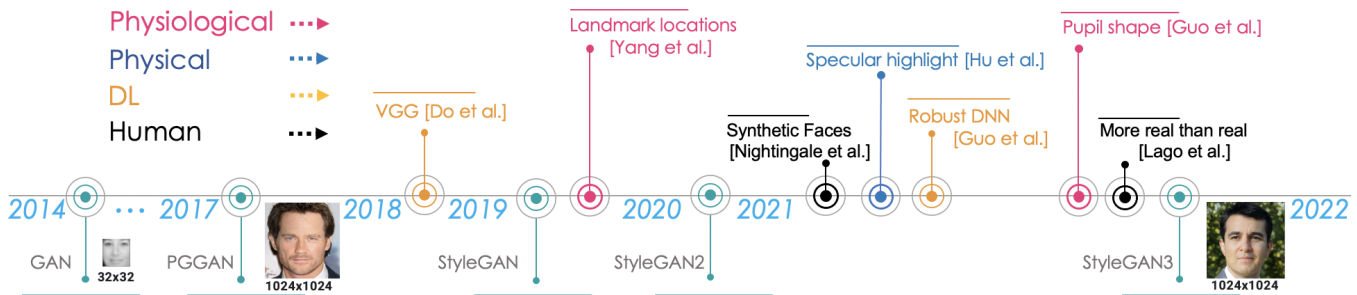 Physiological
Physical
DL
Human
VGG [Do et al.]
Landmark locations
[Yang et al.]
Synthetic Faces
[Nightingale et al.]
Specular highlight [Hu et al.]
Robust DNN
[Guo et al.]
Pupil shape [Guo et al.]
More real than real
[Lago et al.]
2014 ... 2017 2018 2019 2020 2021 2022
GAN
32x32
PGGAN
1024x1024
StyleGAN
StyleGAN2
StyleGAN3
1024x1024